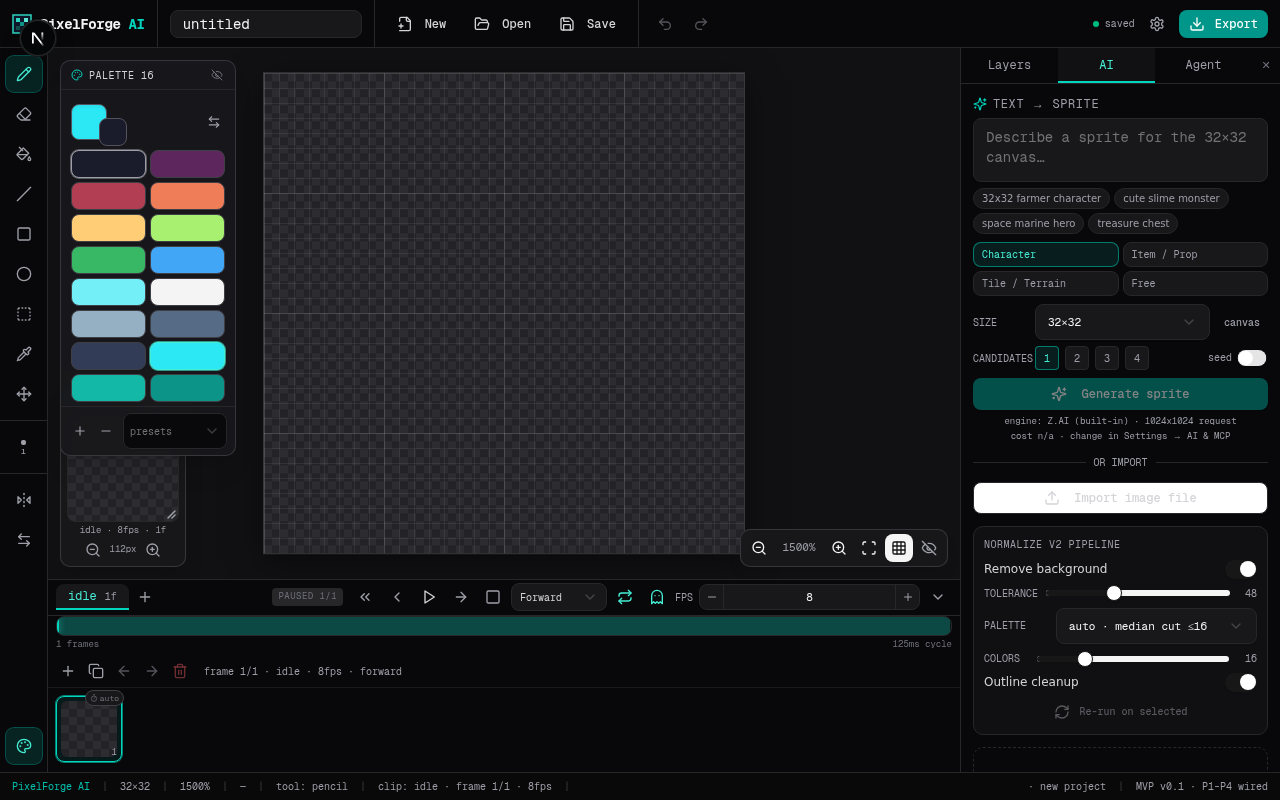 PixelForge AI
untitled
New
Open
Save
saved
Export
N
PALETTE 16
presets
idle · 8fps · 1f
112px
1
1500%
Layers
AI
Agent
×
TEXT → SPRITE
Describe a sprite for the 32×32
canvas…
32x32 farmer character
cute slime monster
space marine hero
treasure chest
Character
Item / Prop
Tile / Terrain
Free
SIZE
32×32
canvas
CANDIDATES
1
2
3
4
seed
Generate sprite
engine: Z.AI (built-in) · 1024x1024 request
cost n/a · change in Settings → AI & MCP
OR IMPORT
Import image file
NORMALIZE V2 PIPELINE
Remove background
TOLERANCE
48
PALETTE
auto · median cut ≤16
COLORS
16
Outline cleanup
Re-run on selected
idle 1f
PAUSED 1/1
Forward
FPS
8
1 frames
125ms cycle
frame 1/1 · idle · 8fps · forward
auto
1
PixelForge AI | 32×32 | 1500% | — | tool: pencil | clip: idle · frame 1/1 · 8fps |
· new project | MVP v0.1 · P1-P4 wired